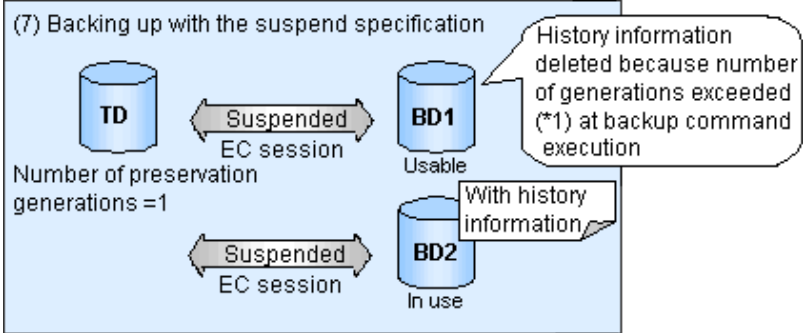 (7) Backing up with the suspend specification
History information
deleted because number
of generations exceeded
(*1) at backup command
execution
TD
Suspended
EC session
BD1
Usable
Number of preservation
generations =1
With history
information
Suspended
EC session
BD2
In use